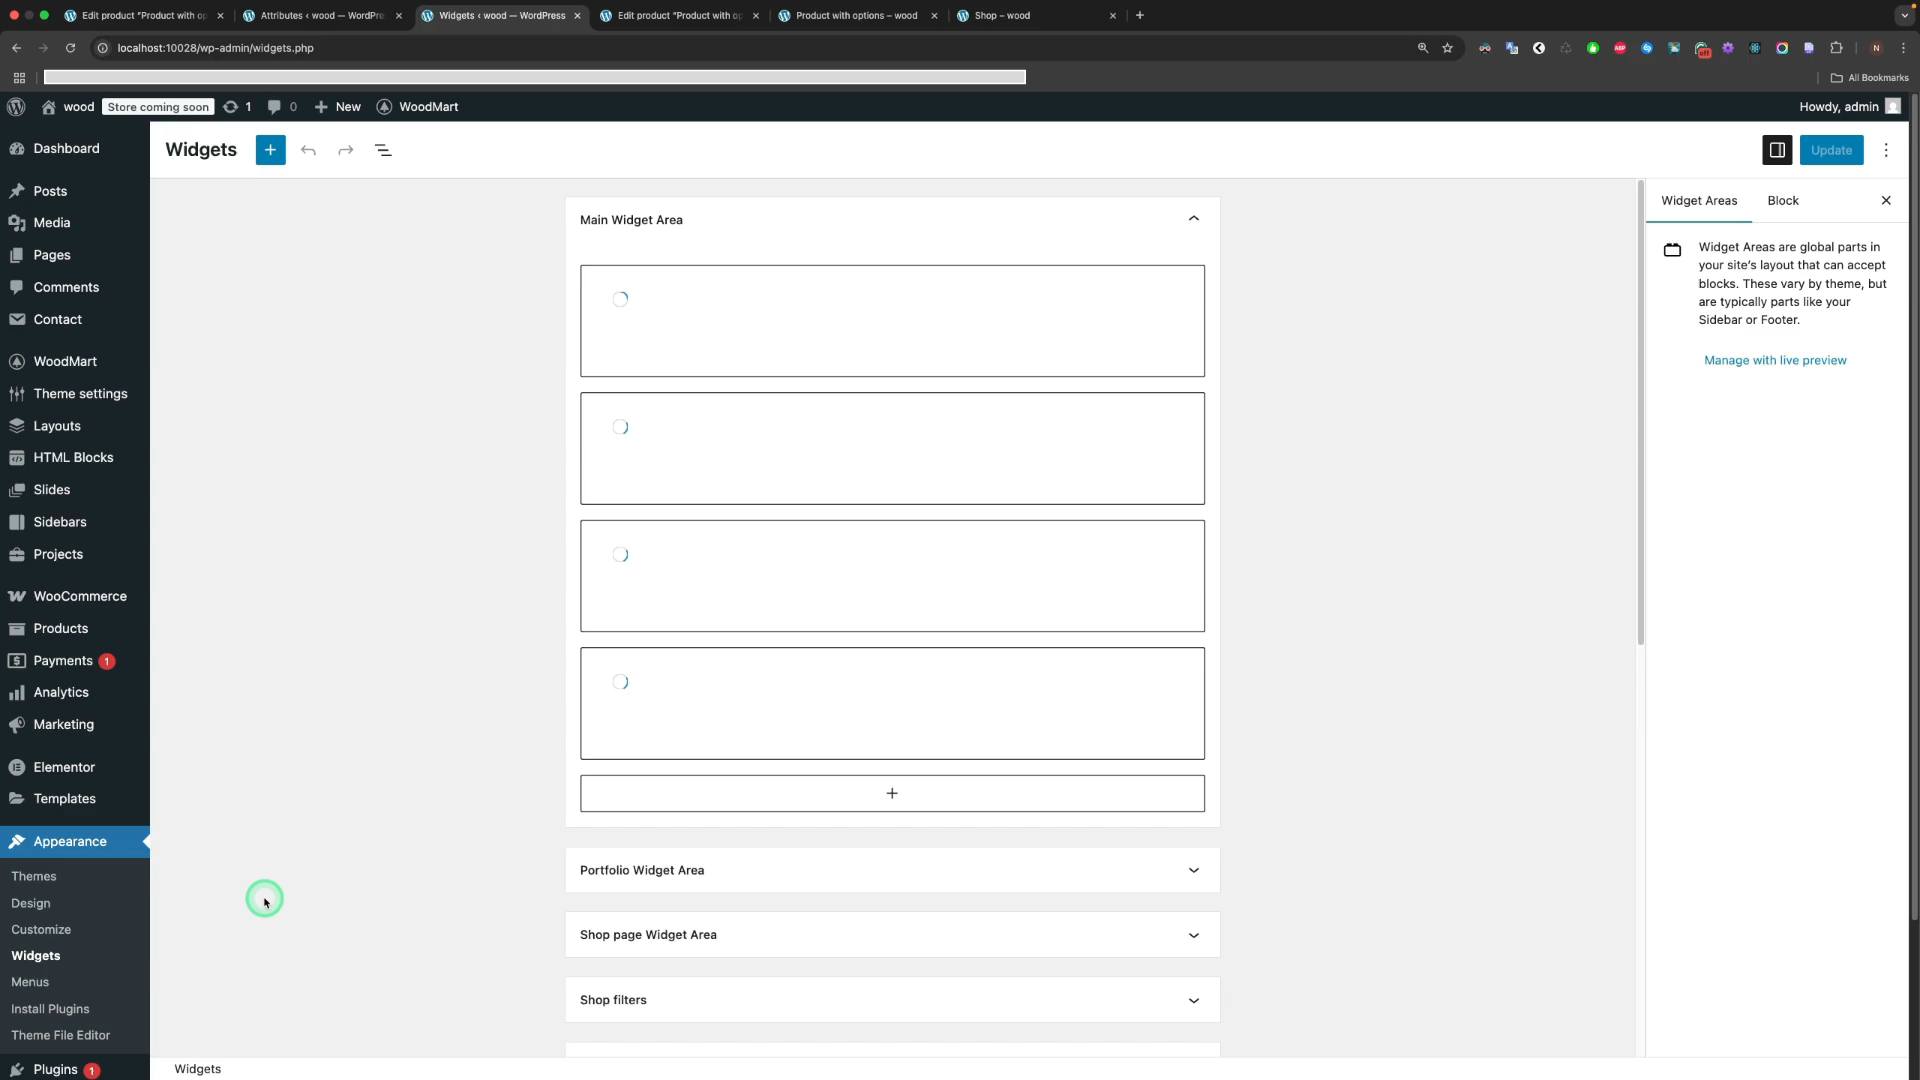 Edit product "Product with op
Attributes ‹ wood — WordPre
Widgets ‹ wood — WordPress
Edit product "Product with op
Product with options – wood
Shop – wood
localhost:10028/wp-admin/widgets.php
All Bookmarks
wood
Store coming soon
1
0
New
WoodMart
Howdy, admin
Dashboard
Posts
Media
Pages
Comments
Contact
WoodMart
Theme settings
Layouts
HTML Blocks
Slides
Sidebars
Projects
WooCommerce
Products
Payments 1
Analytics
Marketing
Elementor
Templates
Appearance
Themes
Design
Customize
Widgets
Menus
Install Plugins
Theme File Editor
Plugins 1
Widgets
Update
Main Widget Area
Portfolio Widget Area
Shop page Widget Area
Shop filters
Widget Areas
Block
Widget Areas are global parts in
your site's layout that can accept
blocks. These vary by theme, but
are typically parts like your
Sidebar or Footer.
Manage with live preview
Widgets